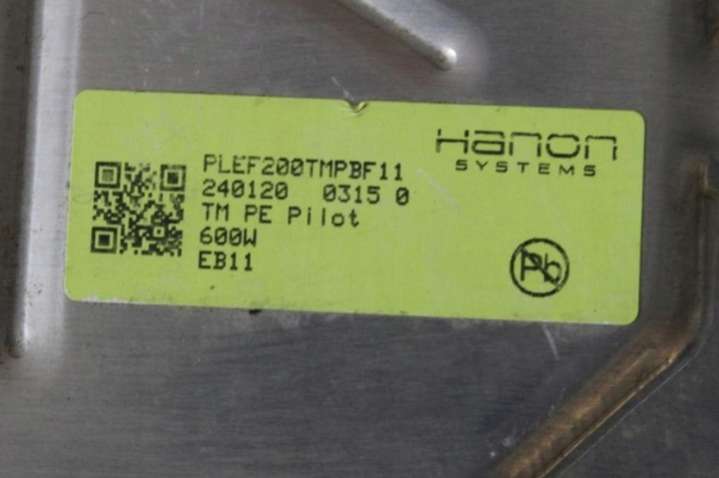 PLEF200TMPBF11
240120 0315 0
TM PE Pilot
600W
EB11
Hanon
SYSTEMS
Pb